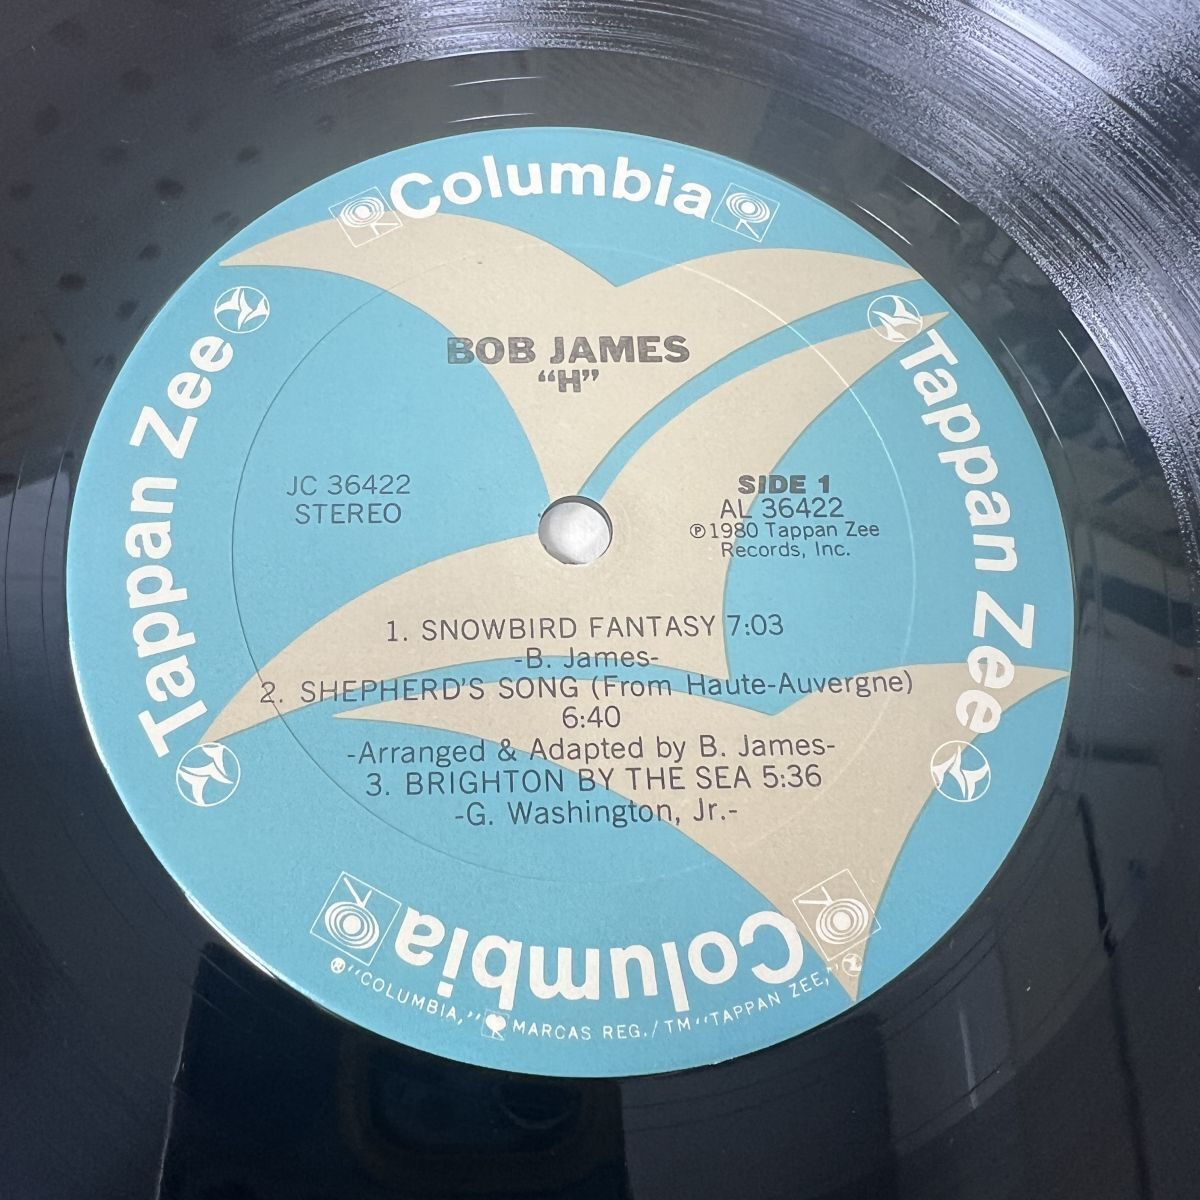 Columbia
Tappan Zee
Tappan Zee
BOB JAMES
"H"
JC 36422
STEREO
SIDE 1
AL 36422
℗1980 Tappan Zee
Records, Inc.
1. SNOWBIRD FANTASY 7:03
-B. James-
2. SHEPHERD'S SONG (From Haute-Auvergne)
6:40
-Arranged & Adapted by B. James-
3. BRIGHTON BY THE SEA 5:36
-G. Washington, Jr.-
Columbia
® "COLUMBIA," MARCAS REG./TM "TAPPAN ZEE,"